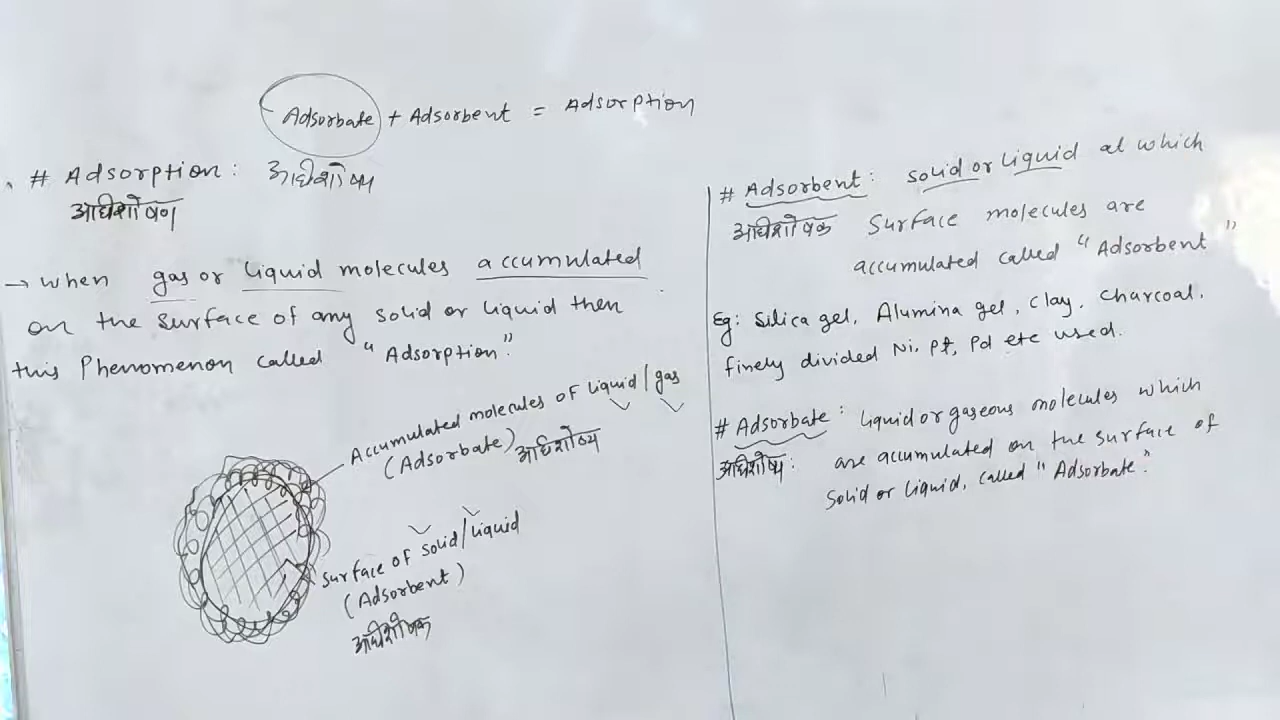 Adsorbate + Adsorbent = Adsorption
# Adsorption: अधिशोष्य
अधिशोषण
→ When gas or liquid molecules accumulated
on the surface of any solid or liquid then
this Phenomenon called "Adsorption."
Accumulated molecules of liquid/gas
(Adsorbate) अधिशोष्य
surface of solid/liquid
(Adsorbent)
अधिशोषक
# Adsorbent: solid or liquid at which
अधिशोषक surface molecules are
accumulated called "Adsorbent"
Eg: Silica gel, Alumina gel, Clay, Charcoal,
finely divided Ni, Pt, Pd etc used.
# Adsorbate: liquid or gaseous molecules which
अधिशोष्य: are accumulated on the surface of
solid or liquid, called "Adsorbate."